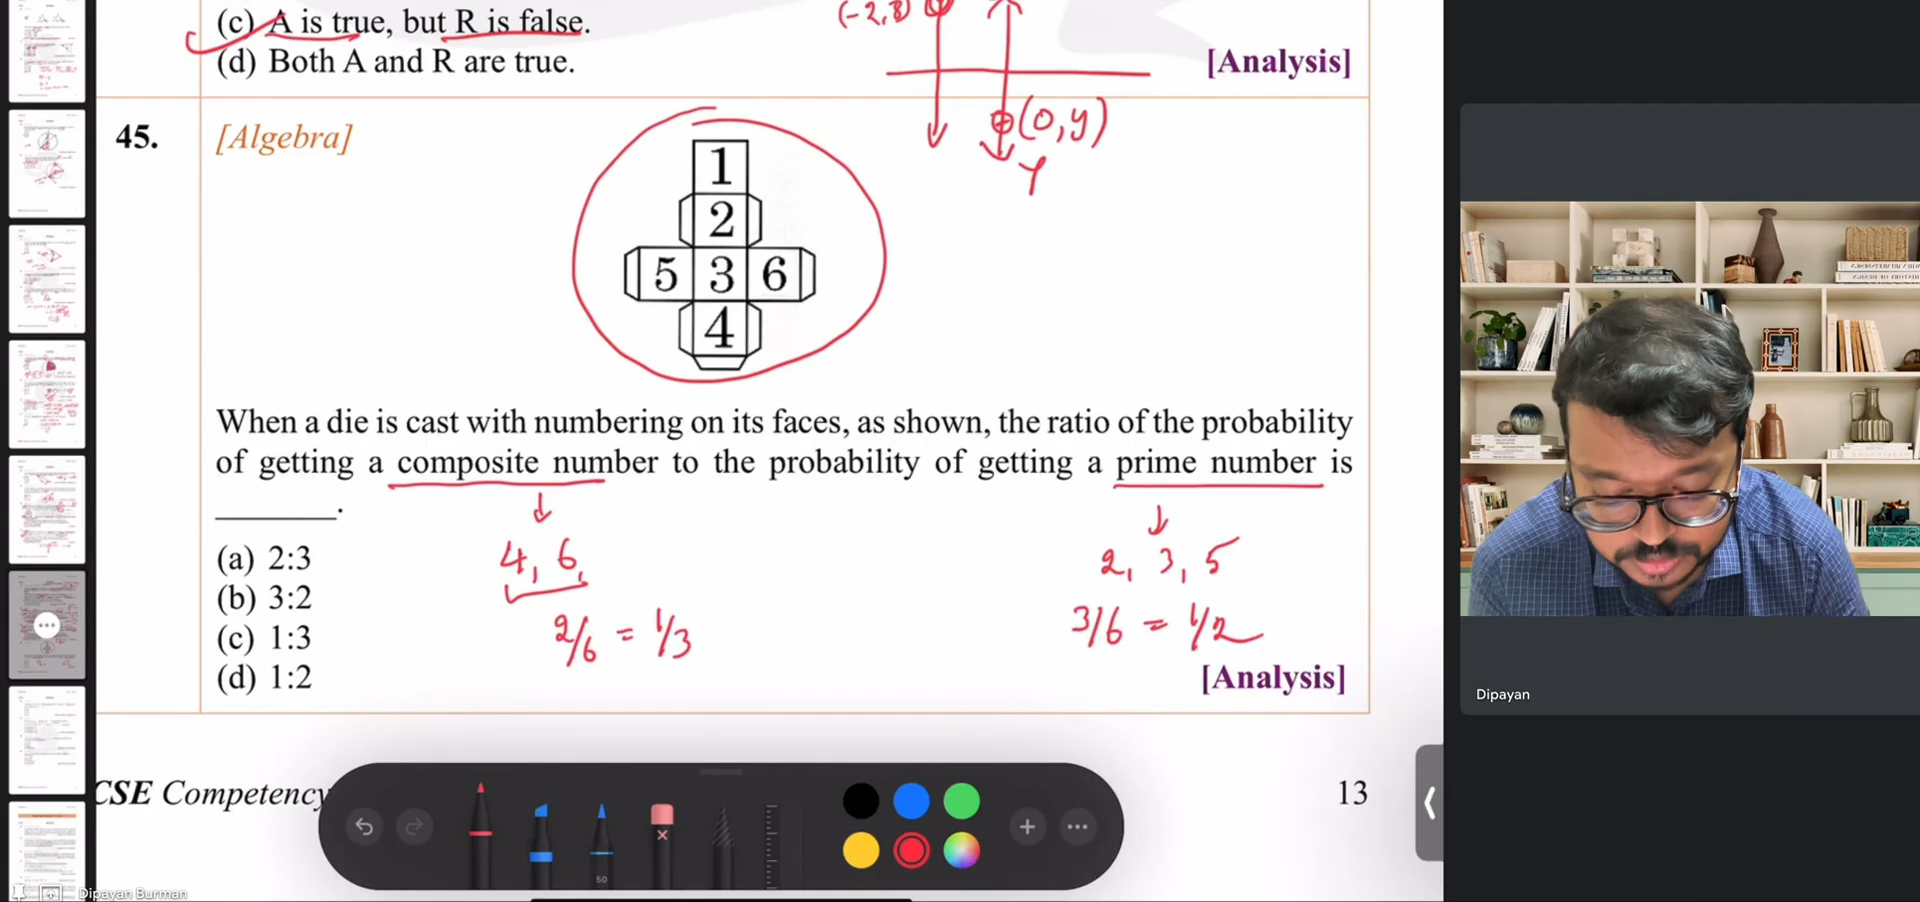 (c) A is true, but R is false.
(-2,8)
(d) Both A and R are true.
[Analysis]
(0,y)
Y
45.
[Algebra]
1
2
5 3 6
4
When a die is cast with numbering on its faces, as shown, the ratio of the probability
of getting a composite number to the probability of getting a prime number is
________.
(a) 2:3
(b) 3:2
(c) 1:3
(d) 1:2
4, 6,
2/6 = 1/3
2, 3, 5
3/6 = 1/2
[Analysis]
CSE Competency
13
50
Dipayan
Dipayan Burman